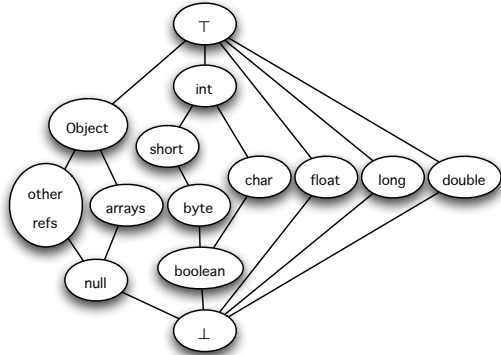 ⊤
int
Object
short
char
float
long
double
other
refs
arrays
byte
boolean
null
⊥